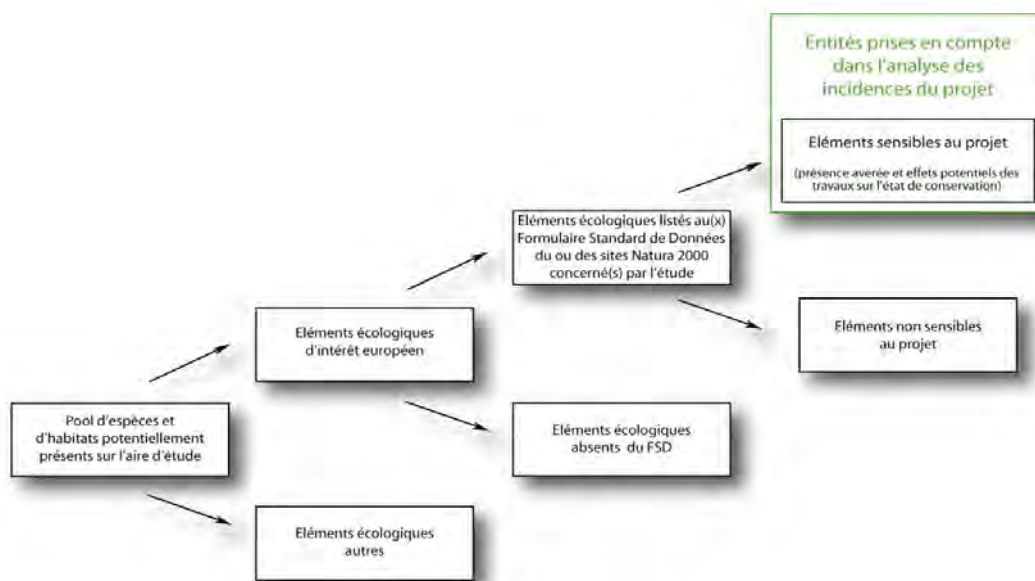 Entités prises en compte
dans l'analyse des
incidences du projet
Eléments sensibles au projet
(présence averée et effets potentiels des
travaux sur l'état de conservation)
Eléments écologiques listés au(x)
Formulaire Standard de Données
du ou des sites Natura 2000
concerné(s) par l'étude
Eléments non sensibles
au projet
Eléments écologiques
d'intérêt européen
Eléments écologiques
absents du FSD
Pool d'espèces et
d'habitats potentiellement
présents sur l'aire d'étude
Eléments écologiques
autres